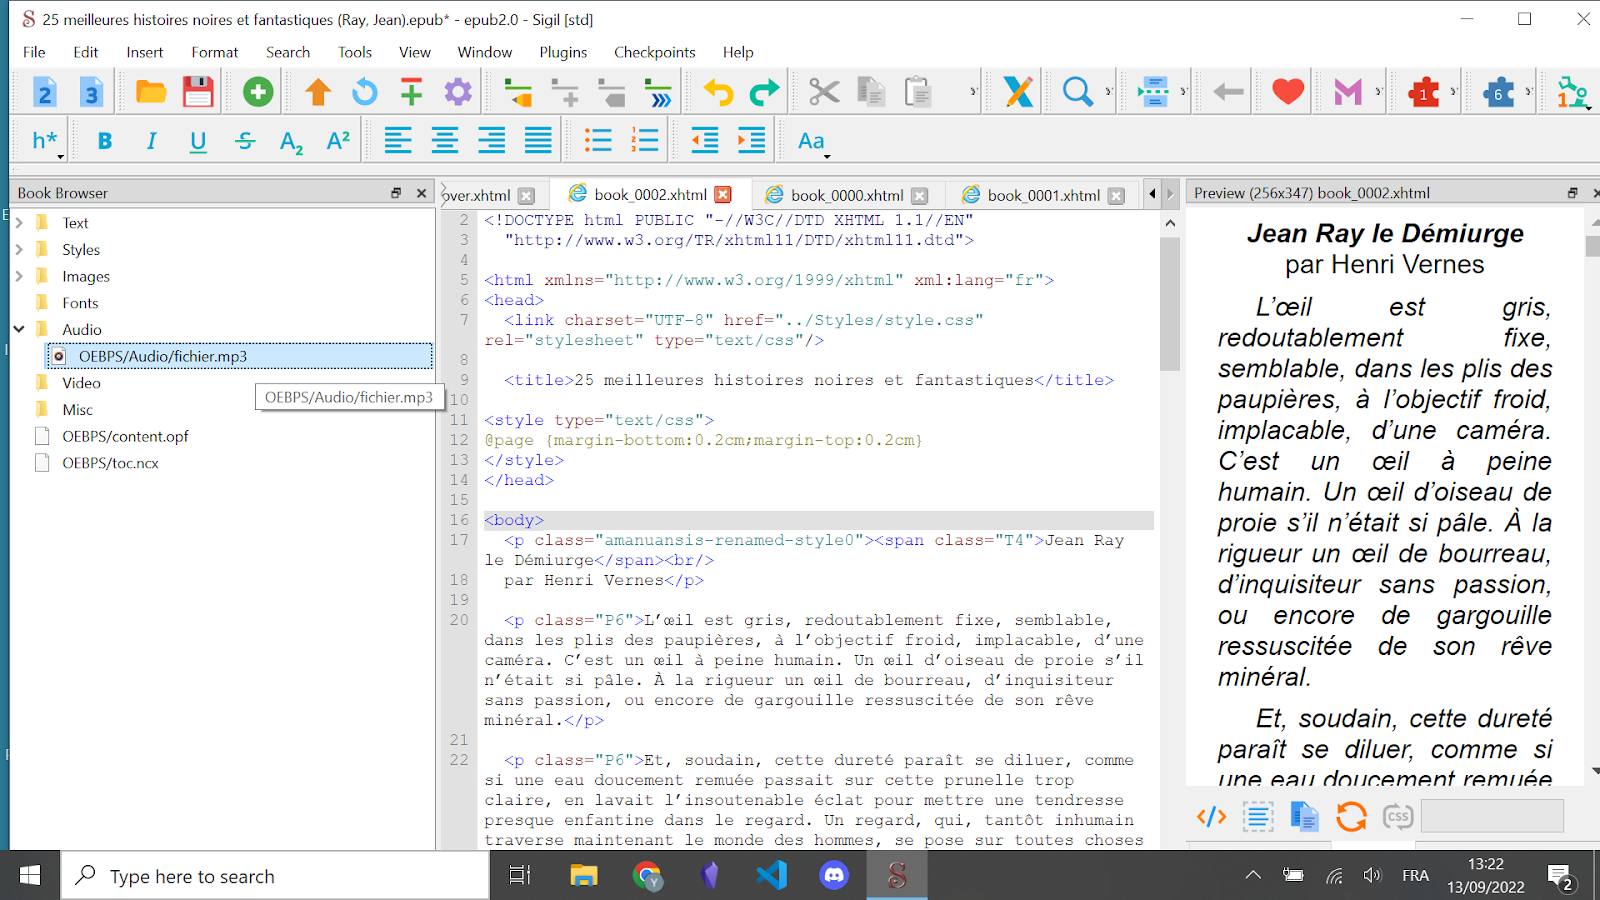 25 meilleures histoires noires et fantastiques (Ray, Jean).epub* - epub2.0 - Sigil [std]
File Edit Insert Format Search Tools View Window Plugins Checkpoints Help
2 3 1 6 1
h* B I U S A2 A2 Aa
Book Browser
Text
Styles
Images
Fonts
Audio
OEBPS/Audio/fichier.mp3
Video
OEBPS/Audio/fichier.mp3
Misc
OEBPS/content.opf
OEBPS/toc.ncx
over.xhtml book_0002.xhtml book_0000.xhtml book_0001.xhtml
2 <!DOCTYPE html PUBLIC "-//W3C//DTD XHTML 1.1//EN"
3 "http://www.w3.org/TR/xhtml11/DTD/xhtml11.dtd">
4
5 <html xmlns="http://www.w3.org/1999/xhtml" xml:lang="fr">
6 <head>
7 <link charset="UTF-8" href="../Styles/style.css"
rel="stylesheet" type="text/css"/>
8
9 <title>25 meilleures histoires noires et fantastiques</title>
10
11 <style type="text/css">
12 @page {margin-bottom:0.2cm;margin-top:0.2cm}
13 </style>
14 </head>
15
16 <body>
17 <p class="amanuansis-renamed-style0"><span class="T4">Jean Ray
le Démiurge</span><br/>
18 par Henri Vernes</p>
19
20 <p class="P6">L’œil est gris, redoutablement fixe, semblable,
dans les plis des paupières, à l’objectif froid, implacable, d’une
caméra. C’est un œil à peine humain. Un œil d’oiseau de proie s’il
n’était si pâle. À la rigueur un œil de bourreau, d’inquisiteur
sans passion, ou encore de gargouille ressuscitée de son rêve
minéral.</p>
21
22 <p class="P6">Et, soudain, cette dureté paraît se diluer, comme
si une eau doucement remuée passait sur cette prunelle trop
claire, en lavait l’insoutenable éclat pour mettre une tendresse
presque enfantine dans le regard. Un regard, qui, tantôt inhumain
traverse maintenant le monde des hommes, se pose sur toutes choses
Preview (256x347) book_0002.xhtml
Jean Ray le Démiurge
par Henri Vernes
L’œil est gris,
redoutablement fixe,
semblable, dans les plis des
paupières, à l’objectif froid,
implacable, d’une caméra.
C’est un œil à peine
humain. Un œil d’oiseau de
proie s’il n’était si pâle. À la
rigueur un œil de bourreau,
d’inquisiteur sans passion,
ou encore de gargouille
ressuscitée de son rêve
minéral.
Et, soudain, cette dureté
paraît se diluer, comme si
une eau doucement remuée
CSS
Type here to search
FRA
13:22
13/09/2022
2